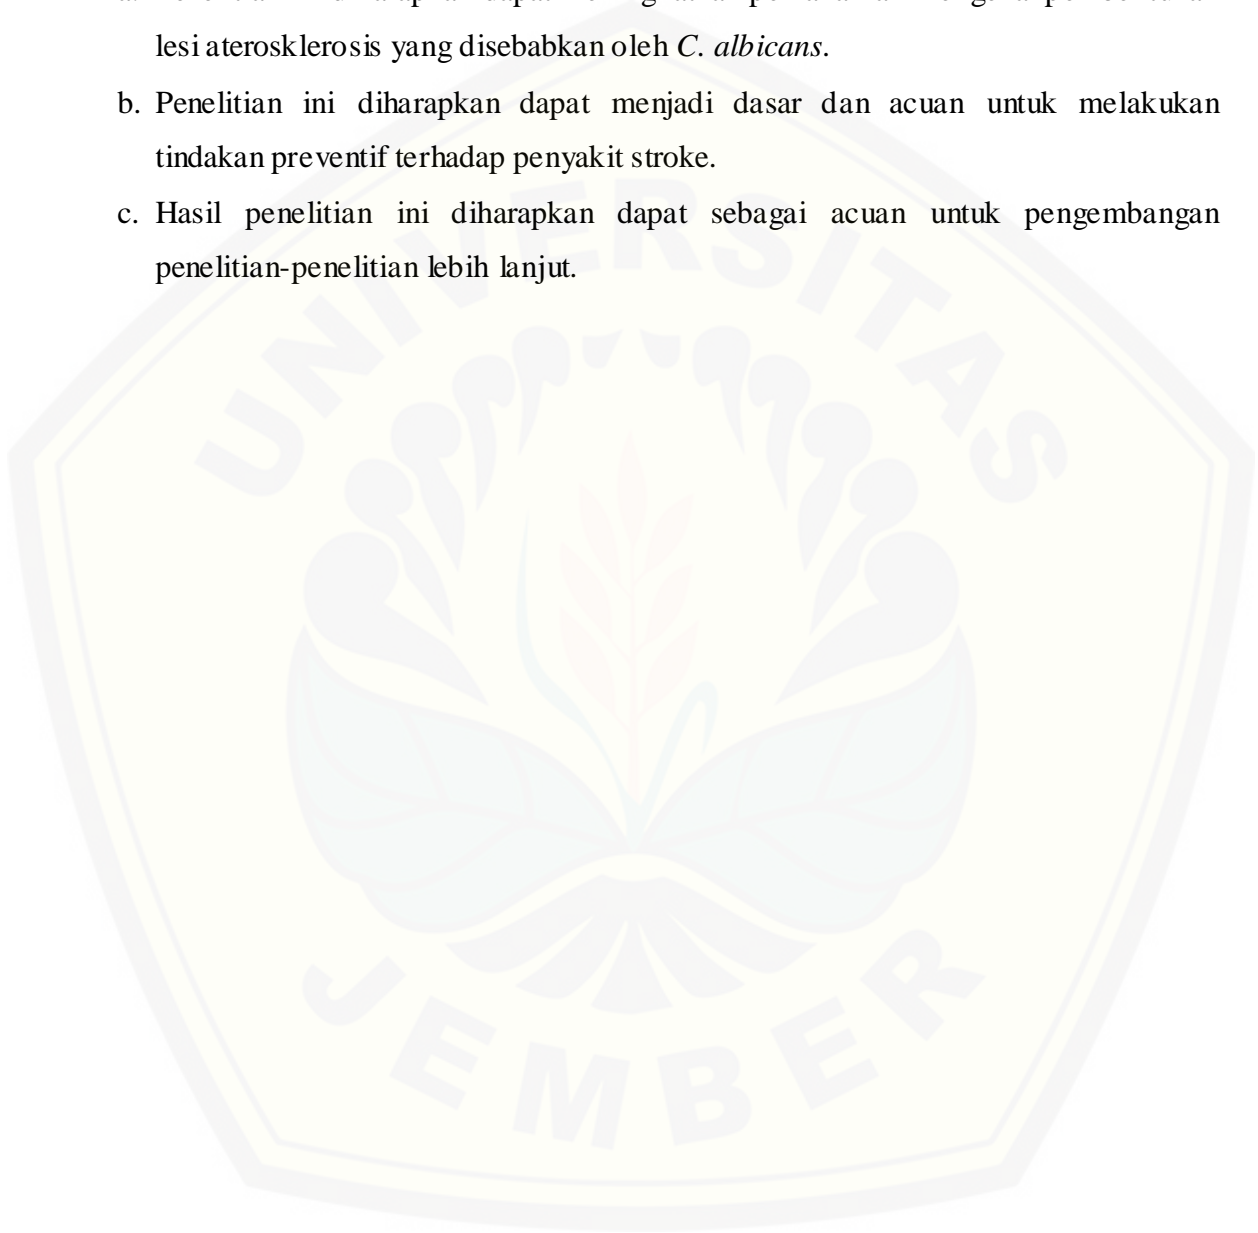 lesi aterosklerosis yang disebabkan oleh C. albicans.
b. Penelitian ini diharapkan dapat menjadi dasar dan acuan untuk melakukan
tindakan preventif terhadap penyakit stroke.
c. Hasil penelitian ini diharapkan dapat sebagai acuan untuk pengembangan
penelitian-penelitian lebih lanjut.
UNIVERSITAS
JEMBER